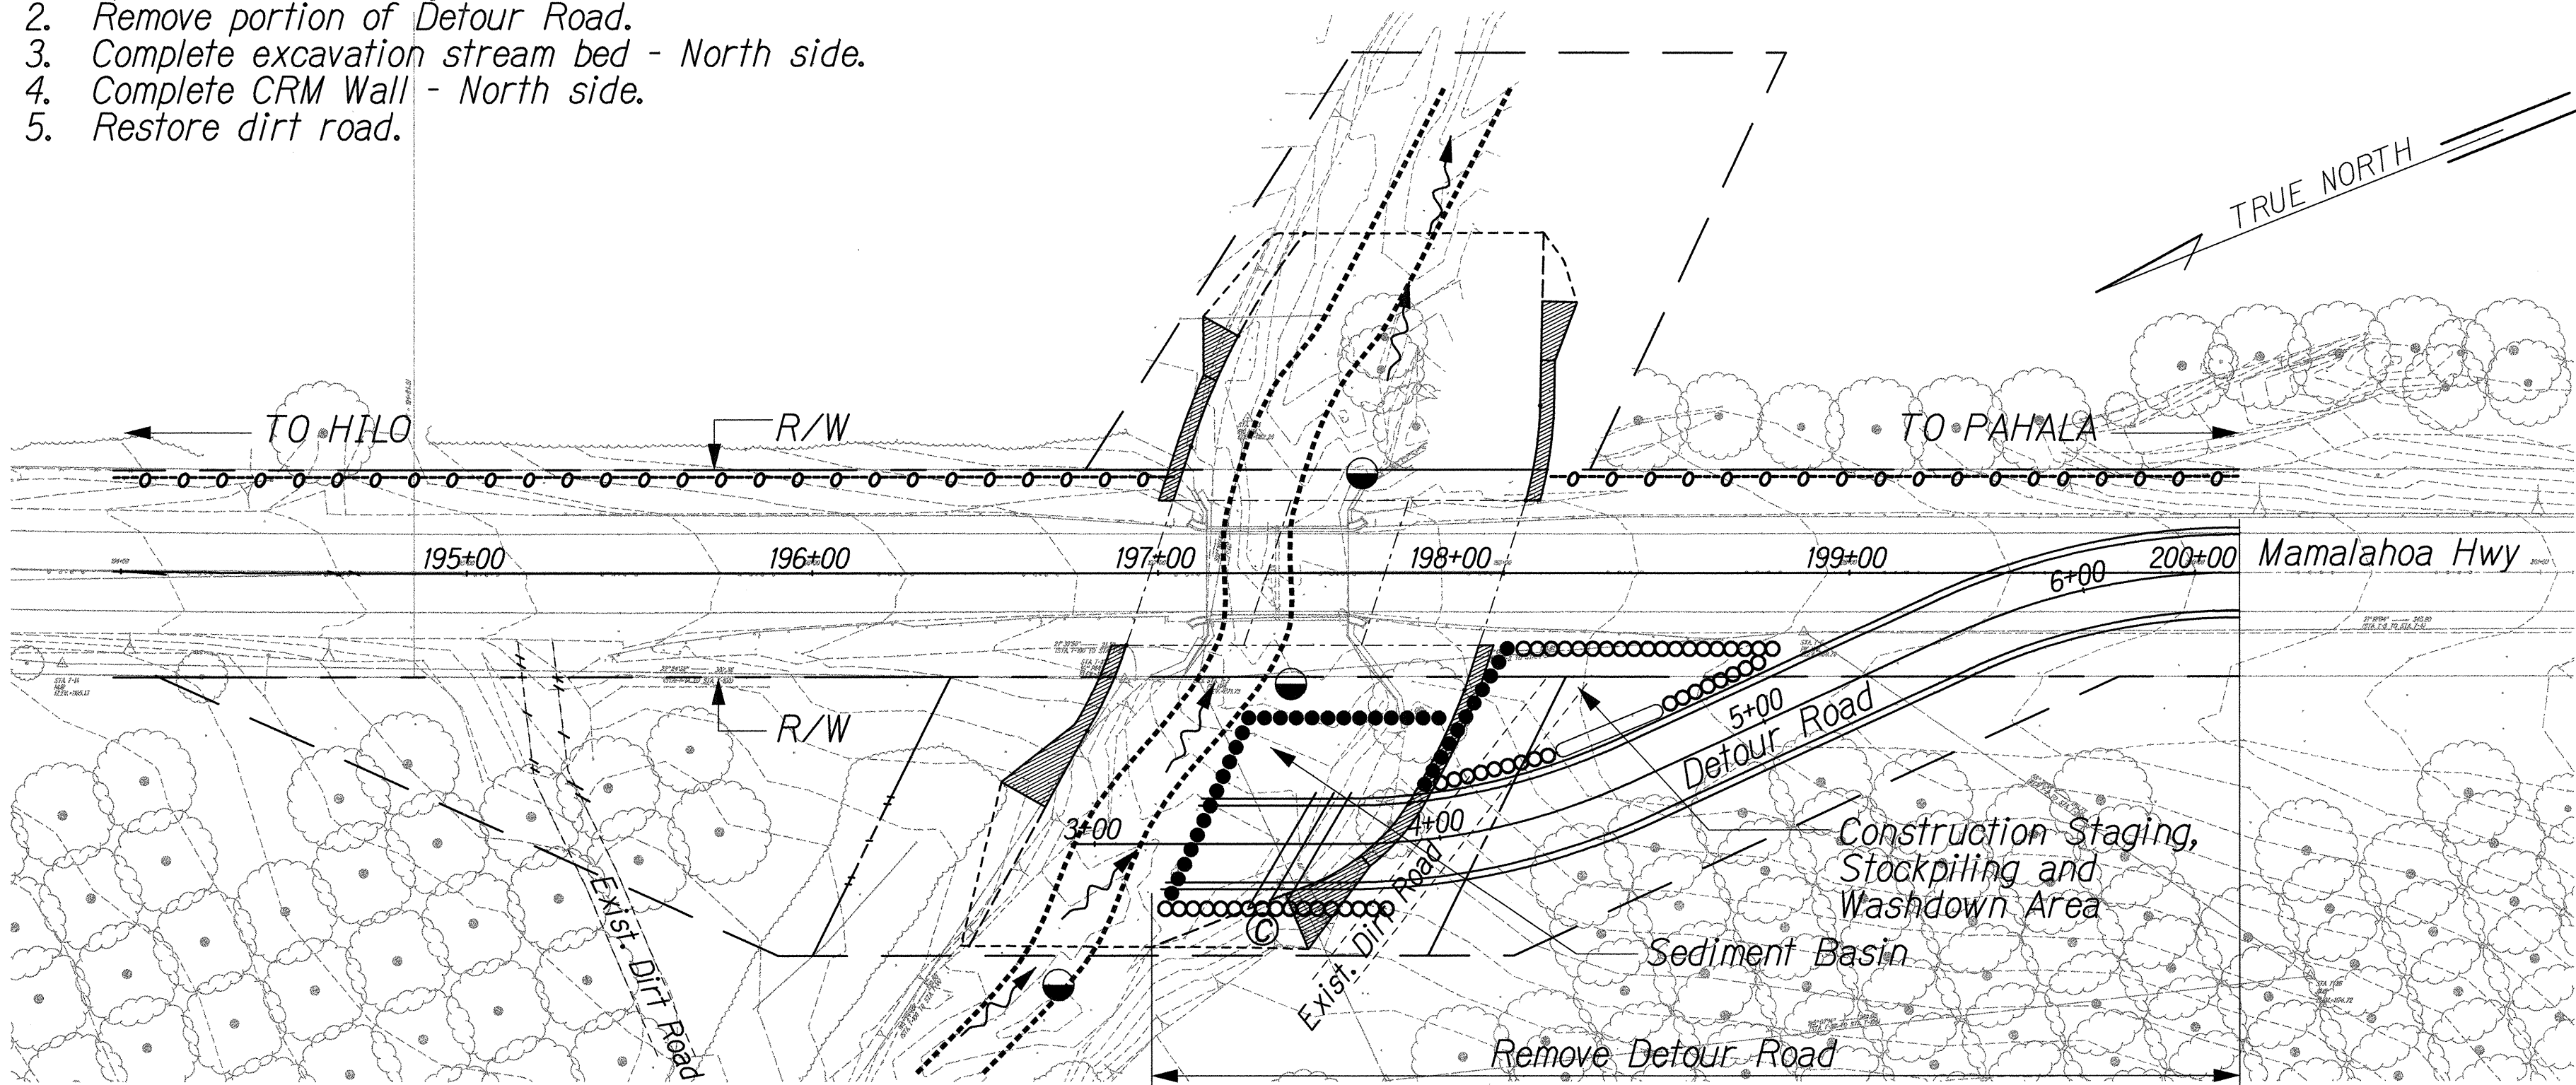 2. Remove portion of Detour Road.
3. Complete excavation stream bed - North side.
4. Complete CRM Wall - North side.
5. Restore dirt road.
TRUE NORTH
TO HILO
R/W
TO PAHALA
195+00
196+00
197+00
198+00
199+00
200+00
Mamalahoa Hwy
6+00
R/W
5+00
Detour Road
3+00
4+00
Construction Staging,
Stockpiling and
Washdown Area
Exist. Dirt Road
Exist. Dirt Road
©
Sediment Basin
Remove Detour Road